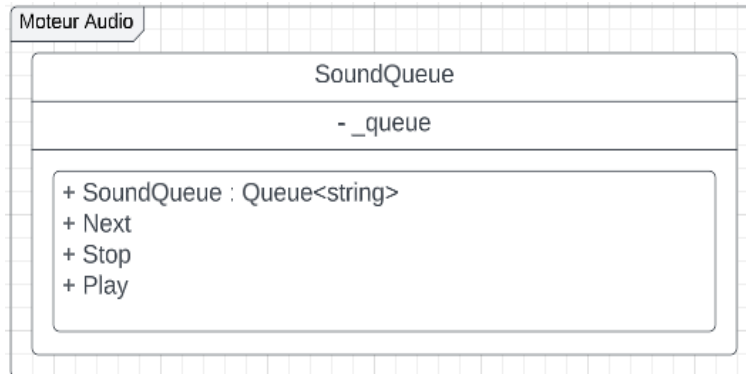 Moteur Audio
SoundQueue
- _queue
+ SoundQueue : Queue<string>
+ Next
+ Stop
+ Play